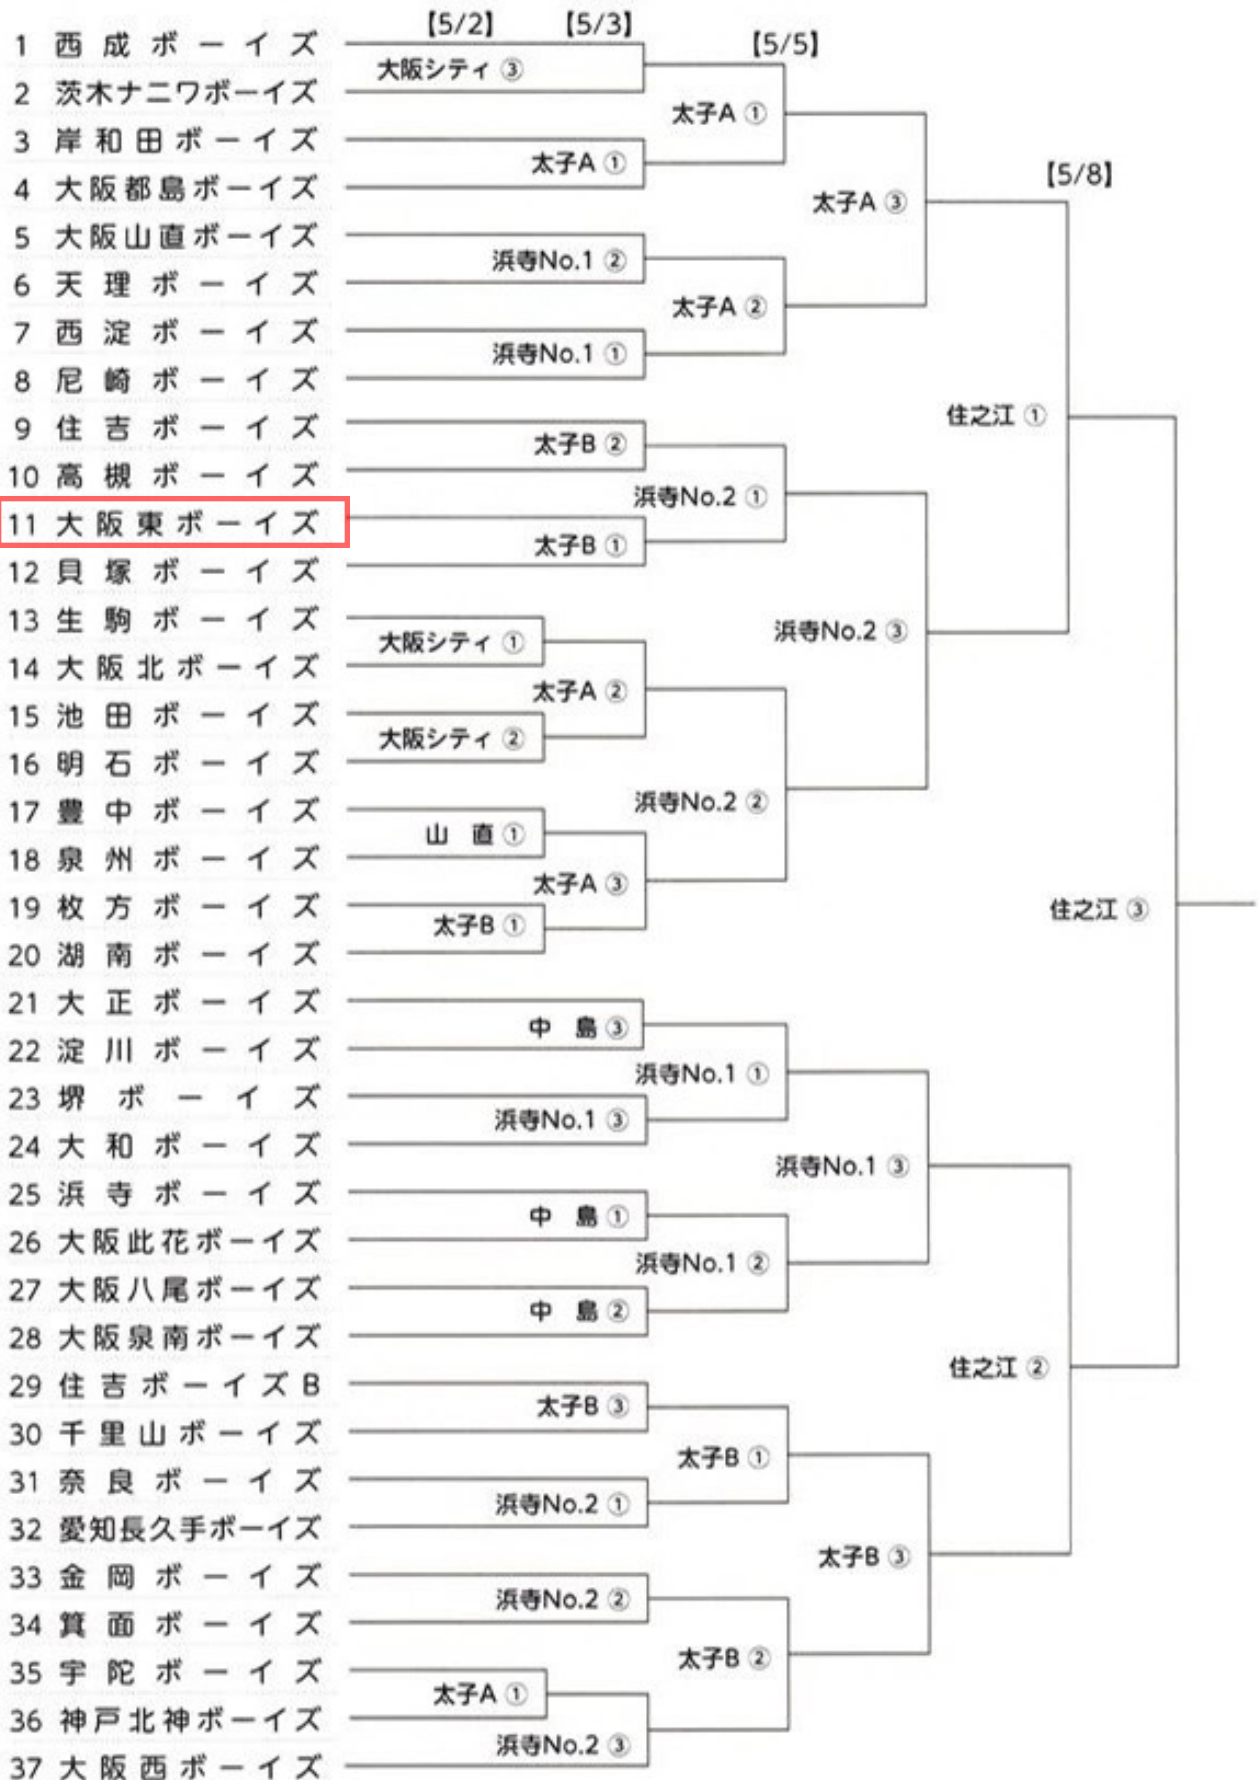 【5/2】 【5/3】
【5/5】
【5/8】
1 西成ボーイズ
大阪シティ ③
2 茨木ナニワボーイズ
太子A ①
3 岸和田ボーイズ
太子A ①
4 大阪都島ボーイズ
太子A ③
5 大阪山直ボーイズ
浜寺No.1 ②
6 天理ボーイズ
太子A ②
7 西淀ボーイズ
浜寺No.1 ①
8 尼崎ボーイズ
住之江 ①
9 住吉ボーイズ
太子B ②
10 高槻ボーイズ
浜寺No.2 ①
11 大阪東ボーイズ
太子B ①
12 貝塚ボーイズ
13 生駒ボーイズ
浜寺No.2 ③
大阪シティ ①
14 大阪北ボーイズ
太子A ②
15 池田ボーイズ
大阪シティ ②
16 明石ボーイズ
浜寺No.2 ②
17 豊中ボーイズ
山直 ①
18 泉州ボーイズ
太子A ③
19 枚方ボーイズ
住之江 ③
太子B ①
20 湖南ボーイズ
21 大正ボーイズ
中島 ③
22 淀川ボーイズ
浜寺No.1 ①
23 堺ボーイズ
浜寺No.1 ③
24 大和ボーイズ
浜寺No.1 ③
25 浜寺ボーイズ
中島 ①
26 大阪此花ボーイズ
浜寺No.1 ②
27 大阪八尾ボーイズ
中島 ②
28 大阪泉南ボーイズ
住之江 ②
29 住吉ボーイズB
太子B ③
30 千里山ボーイズ
太子B ①
31 奈良ボーイズ
浜寺No.2 ①
32 愛知長久手ボーイズ
太子B ③
33 金岡ボーイズ
浜寺No.2 ②
34 箕面ボーイズ
太子B ②
35 宇陀ボーイズ
太子A ①
36 神戸北神ボーイズ
浜寺No.2 ③
37 大阪西ボーイズ